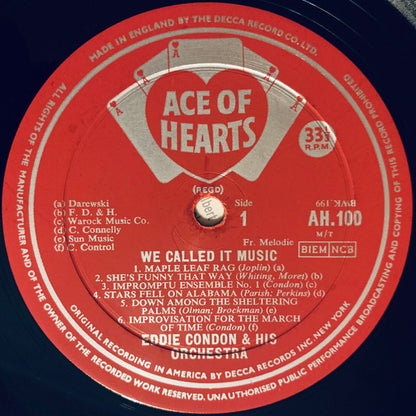 MADE IN ENGLAND BY THE DECCA RECORD CO. LTD.
ALL RIGHTS OF THE MANUFACTURER AND OF THE OWNER OF THE RECORDED WORK RESERVED. UNAUTHORISED PUBLIC PERFORMANCE BROADCASTING AND COPYING OF THIS RECORD PROHIBITED
A
A
A
A
ACE OF
HEARTS
33⅓
R.P.M.
(REGD)
(a) Darewski
(b) F. D. & H.
(c) Warock Music Co.
(d) C. Connelly
(e) Sun Music
(f) C. Control
Side
1
BWVK.1199
AH.100
M/T
Fr. Melodic
BIEM NCB
WE CALLED IT MUSIC
1. MAPLE LEAF RAG (Joplin) (a)
2. SHE'S FUNNY THAT WAY (Whiting, Moret) (b)
3. IMPROMPTU ENSEMBLE No. 1 (Condon) (c)
4. STARS FELL ON ALABAMA (Parish; Perkins) (d)
5. DOWN AMONG THE SHELTERING
PALMS (Olman; Brockman) (e)
6. IMPROVISATION FOR THE MARCH
OF TIME (Condon) (f)
EDDIE CONDON & HIS
ORCHESTRA
ORIGINAL RECORDING IN AMERICA BY DECCA RECORDS INC. NEW YORK.